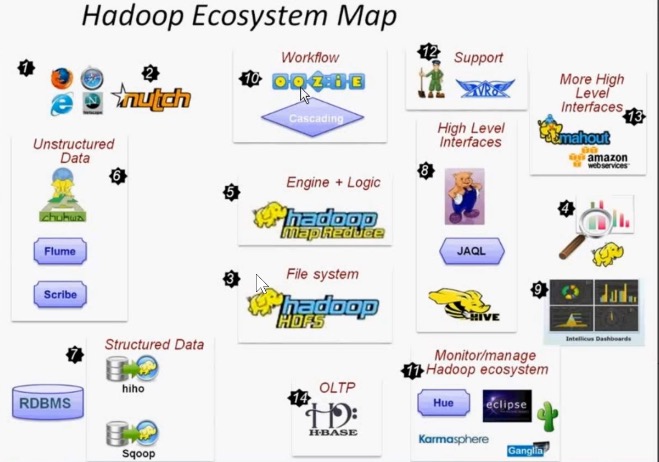 Hadoop Ecosystem Map
1
2
nutch
Workflow
10
OOZIE
Cascading
12
Support
AVRO
More High
Level
Interfaces
13
mahout
amazon
webservices
Unstructured
Data
6
chukwa
Flume
Scribe
5
Engine + Logic
hadoop
Map Reduce
3
File system
hadoop
HDFS
High Level
Interfaces
8
JAQL
HIVE
4
9
Intellicus Dashboards
7
Structured Data
RDBMS
hiho
Sqoop
14
OLTP
H-BASE
Monitor/manage
11
Hadoop ecosystem
Hue
eclipse
Karmasphere
Ganglia